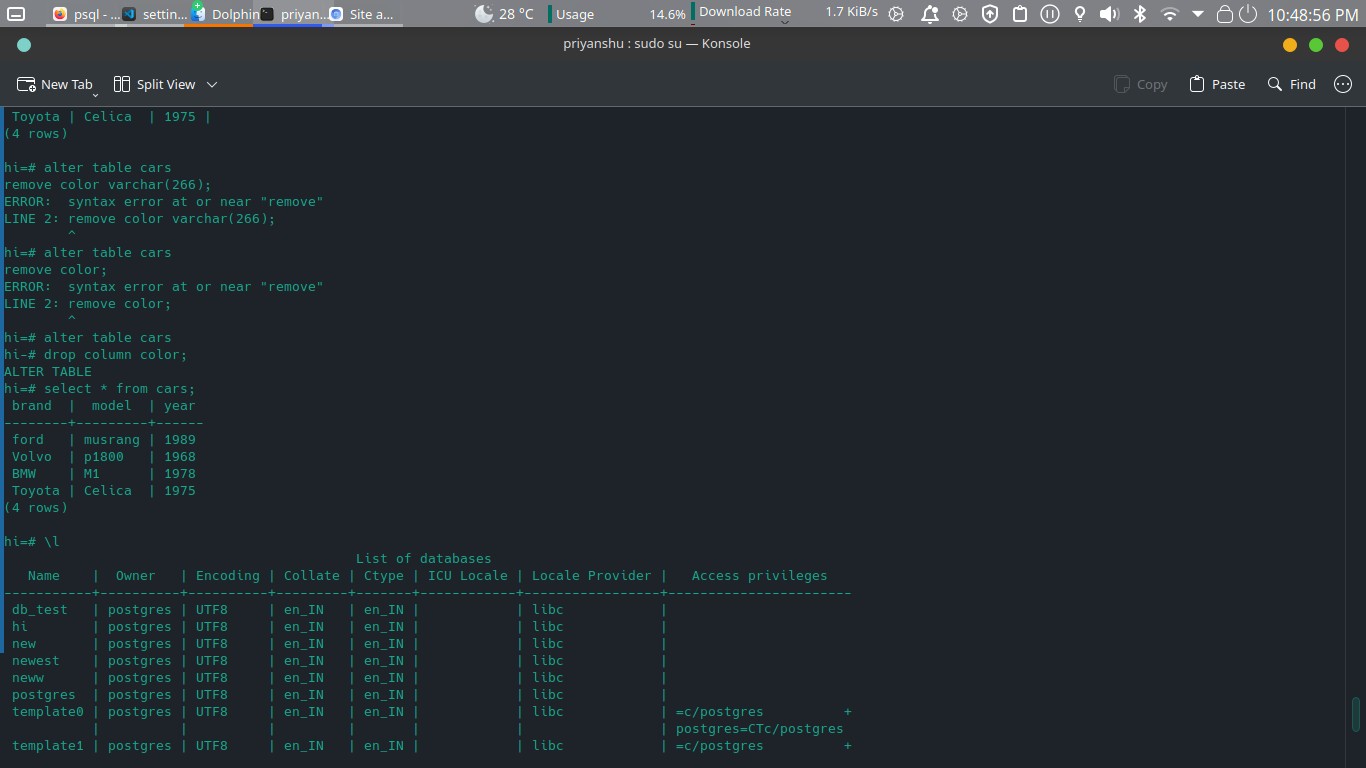 psql - ... settin... Dolphin priyan... Site a... 28 °C Usage 14.6% Download Rate 1.7 KiB/s 10:48:56 PM
priyanshu : sudo su — Konsole
New Tab Split View Copy Paste Find
Toyota | Celica  | 1975 |
(4 rows)
hi=# alter table cars
remove color varchar(266);
ERROR:  syntax error at or near "remove"
LINE 2: remove color varchar(266);
^
hi=# alter table cars
remove color;
ERROR:  syntax error at or near "remove"
LINE 2: remove color;
^
hi=# alter table cars
hi-# drop column color;
ALTER TABLE
hi=# select * from cars;
brand  |  model  | year
--------+---------+------
ford   | musrang | 1989
Volvo  | p1800   | 1968
BMW    | M1      | 1978
Toyota | Celica  | 1975
(4 rows)
hi=# \l
List of databases
Name    |  Owner   | Encoding | Collate | Ctype | ICU Locale | Locale Provider |   Access privileges
-----------+----------+----------+---------+-------+------------+-----------------+-----------------------
db_test   | postgres | UTF8     | en_IN   | en_IN |            | libc            |
hi        | postgres | UTF8     | en_IN   | en_IN |            | libc            |
new       | postgres | UTF8     | en_IN   | en_IN |            | libc            |
newest    | postgres | UTF8     | en_IN   | en_IN |            | libc            |
neww      | postgres | UTF8     | en_IN   | en_IN |            | libc            |
postgres  | postgres | UTF8     | en_IN   | en_IN |            | libc            |
template0 | postgres | UTF8     | en_IN   | en_IN |            | libc            | =c/postgres          +
|          |          |         |       |            |                 | postgres=CTc/postgres
template1 | postgres | UTF8     | en_IN   | en_IN |            | libc            | =c/postgres          +